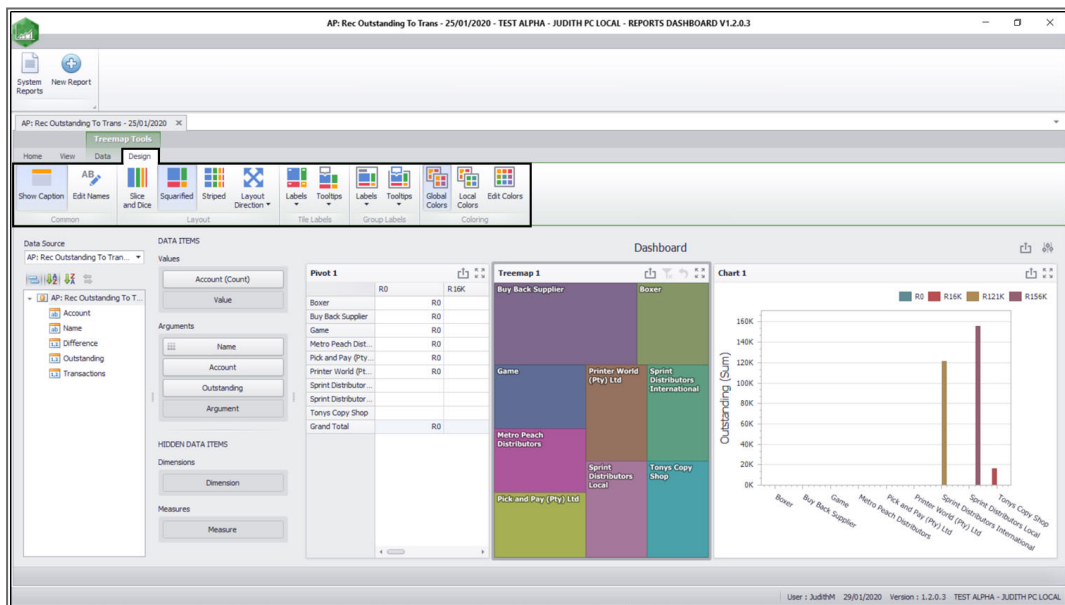 AP: Rec Outstanding To Trans - 25/01/2020 - TEST ALPHA - JUDITH PC LOCAL - REPORTS DASHBOARD V1.2.0.3
System Reports
New Report
AP: Rec Outstanding To Trans - 25/01/2020
Treemap Tools
Home View Data Design
Show Caption
Edit Names
Slice and Dice
Squarified
Striped
Layout Direction
Labels
Tooltips
Labels
Tooltips
Global Colors
Local Colors
Edit Colors
Common
Layout
Tile Labels
Group Labels
Coloring
Data Source
AP: Rec Outstanding To Tran...
AP: Rec Outstanding To T...
Account
Name
Difference
Outstanding
Transactions
DATA ITEMS
Values
Account (Count)
Value
Arguments
Name
Account
Outstanding
Argument
HIDDEN DATA ITEMS
Dimensions
Dimension
Measures
Measure
Dashboard
Pivot 1
R0 R16K
Boxer R0
Buy Back Supplier R0
Game R0
Metro Peach Dist... R0
Pick and Pay (Pty... R0
Printer World (Pt... R0
Sprint Distributor...
Sprint Distributor...
Tonys Copy Shop
Grand Total R0
Treemap 1
Buy Back Supplier
Boxer
Game
Printer World
(Pty) Ltd
Sprint
Distributors
International
Metro Peach
Distributors
Sprint
Distributors
Local
Tonys Copy
Shop
Pick and Pay (Pty) Ltd
Chart 1
R0 R16K R121K R156K
Outstanding (Sum)
160K
140K
120K
100K
80K
60K
40K
20K
0K
Boxer
Buy Back Supplier
Game
Metro Peach Distributors
Pick and Pay (Pty) Ltd
Printer World (Pty) Ltd
Sprint Distributors International
Sprint Distributors Local
Tonys Copy Shop
User : JudithM 29/01/2020 Version : 1.2.0.3 TEST ALPHA - JUDITH PC LOCAL